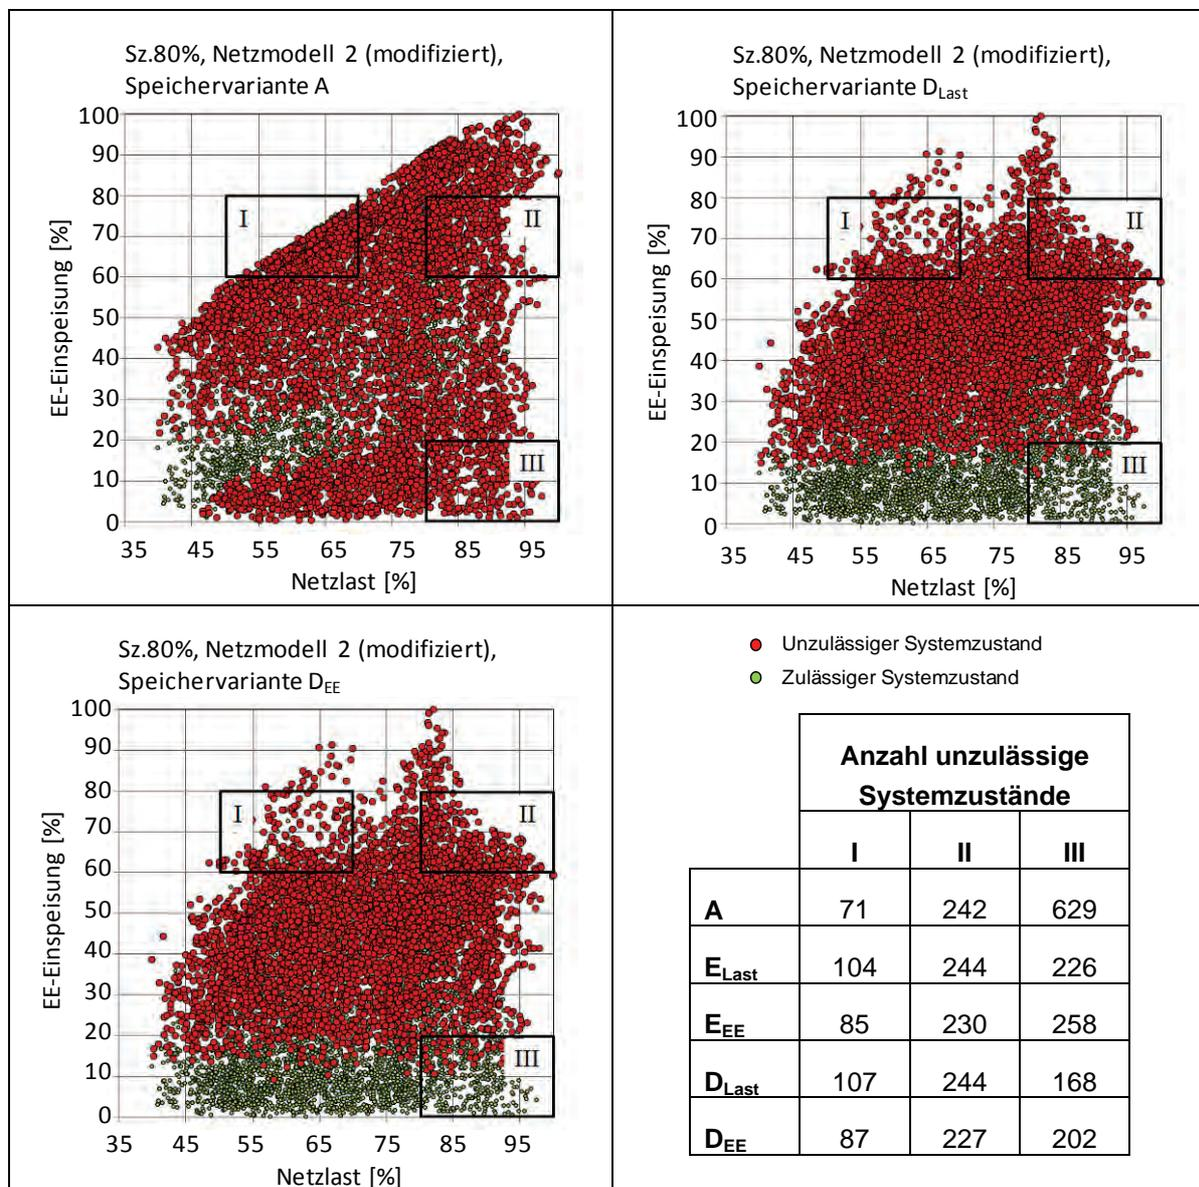 Sz.80%, Netzmodell 2 (modifiziert),
Speichervariante A
EE-Einspeisung [%]
100
90
80
70
60
50
40
30
20
10
0
I
II
III
35 45 55 65 75 85 95
Netzlast [%]
Sz.80%, Netzmodell 2 (modifiziert),
Speichervariante DLast
EE-Einspeisung [%]
100
90
80
70
60
50
40
30
20
10
0
I
II
III
35 45 55 65 75 85 95
Netzlast [%]
Sz.80%, Netzmodell 2 (modifiziert),
Speichervariante DEE
EE-Einspeisung [%]
100
90
80
70
60
50
40
30
20
10
0
I
II
III
35 45 55 65 75 85 95
Netzlast [%]
Unzulässiger Systemzustand
Zulässiger Systemzustand
Anzahl unzulässige
Systemzustände
I II III
A 71 242 629
ELast 104 244 226
EEE 85 230 258
DLast 107 244 168
DEE 87 227 202